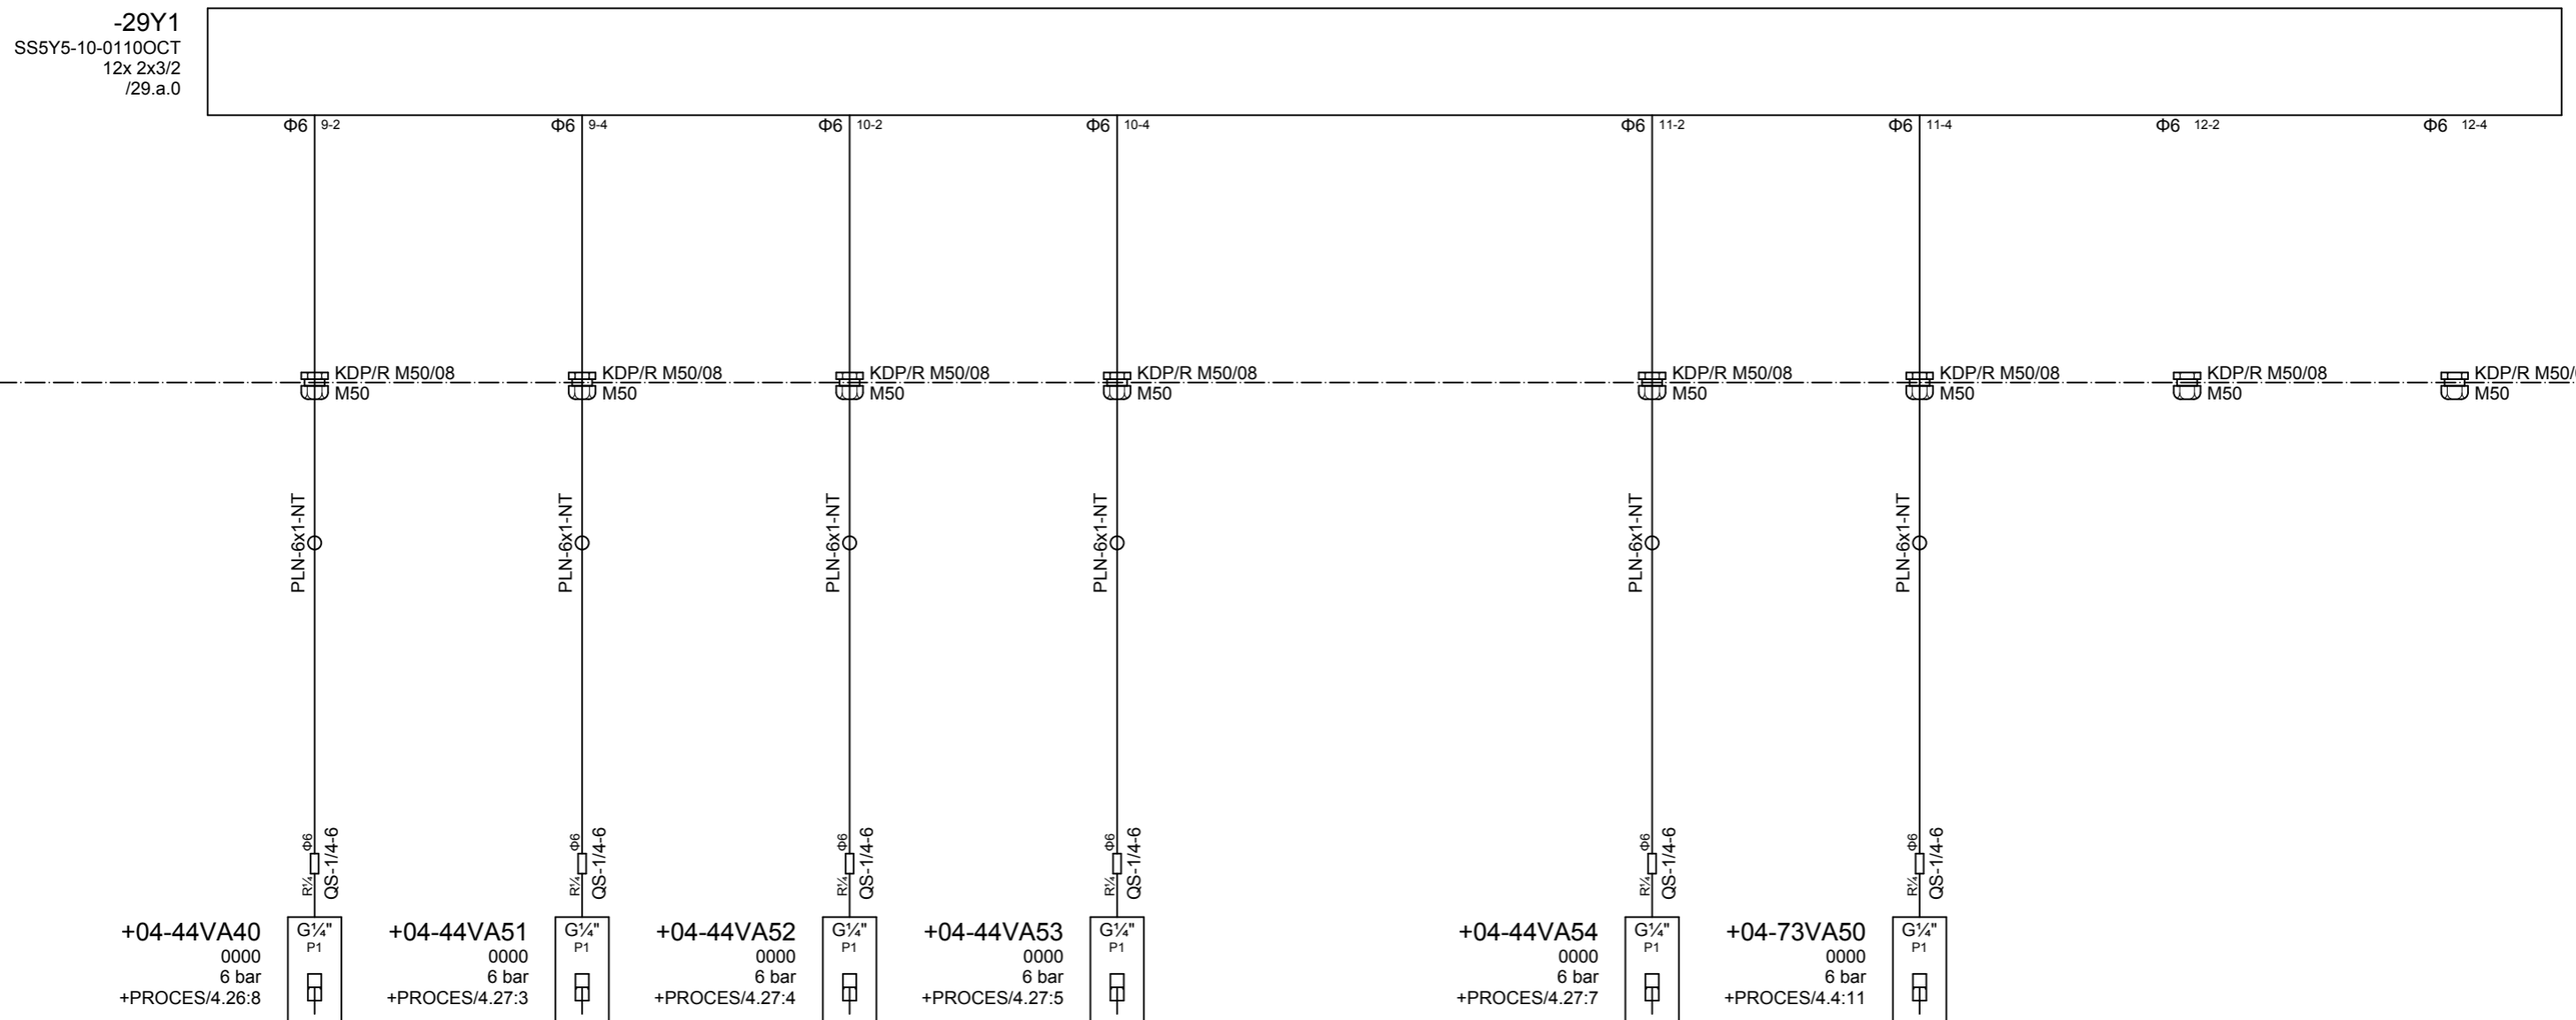 -29Y1
SS5Y5-10-0110OCT
12x 2x3/2
/29.a.0
Φ6 9-2
Φ6 9-4
Φ6 10-2
Φ6 10-4
Φ6 11-2
Φ6 11-4
Φ6 12-2
Φ6 12-4
KDP/R M50/08
M50
KDP/R M50/08
M50
KDP/R M50/08
M50
KDP/R M50/08
M50
KDP/R M50/08
M50
KDP/R M50/08
M50
KDP/R M50/08
M50
KDP/R M50/
M50
PLN-6x1-NT
PLN-6x1-NT
PLN-6x1-NT
PLN-6x1-NT
PLN-6x1-NT
PLN-6x1-NT
Φ6
R¼
QS-1/4-6
Φ6
R¼
QS-1/4-6
Φ6
R¼
QS-1/4-6
Φ6
R¼
QS-1/4-6
Φ6
R¼
QS-1/4-6
Φ6
R¼
QS-1/4-6
+04-44VA40
0000
6 bar
+PROCES/4.26:8
G¼"
P1
+04-44VA51
0000
6 bar
+PROCES/4.27:3
G¼"
P1
+04-44VA52
0000
6 bar
+PROCES/4.27:4
G¼"
P1
+04-44VA53
0000
6 bar
+PROCES/4.27:5
G¼"
P1
+04-44VA54
0000
6 bar
+PROCES/4.27:7
G¼"
P1
+04-73VA50
0000
6 bar
+PROCES/4.4:11
G¼"
P1